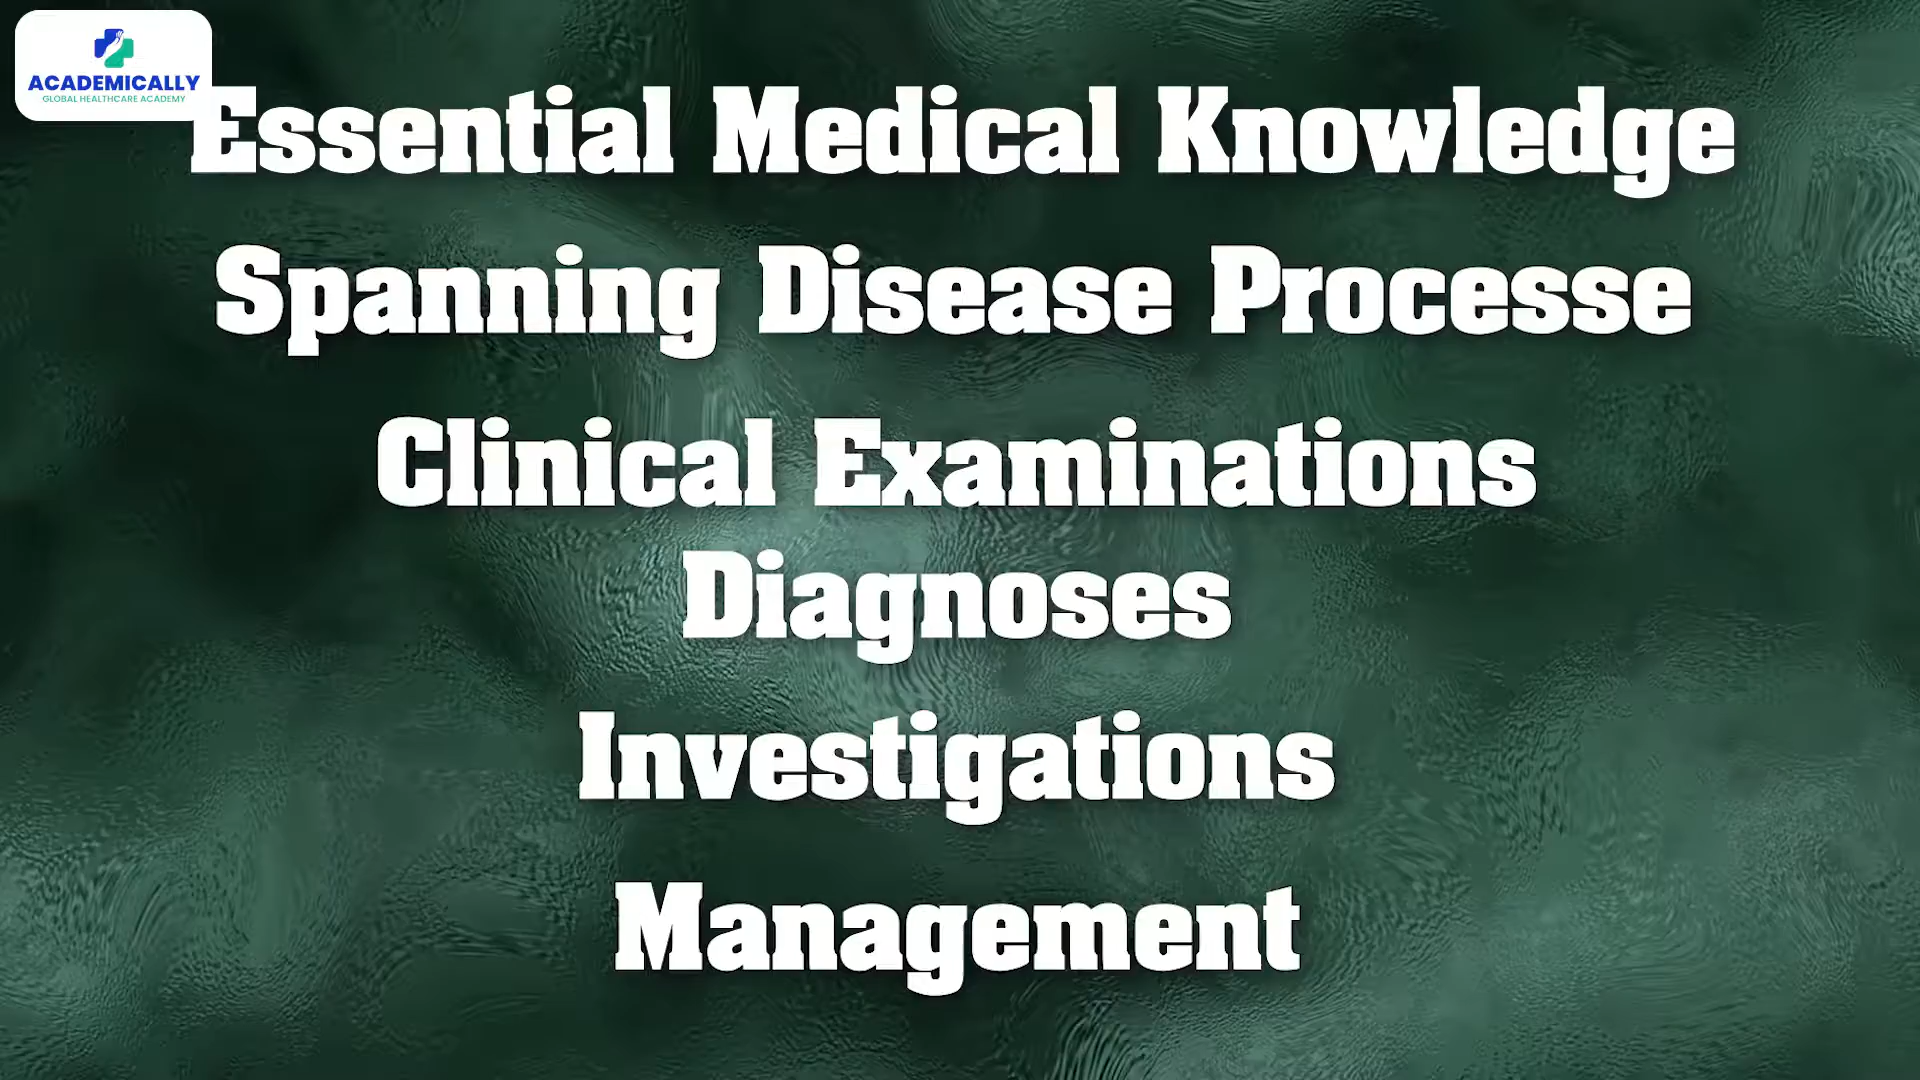 ACADEMICALLY
GLOBAL HEALTHCARE ACADEMY
Essential Medical Knowledge
Spanning Disease Processe
Clinical Examinations
Diagnoses
Investigations
Management